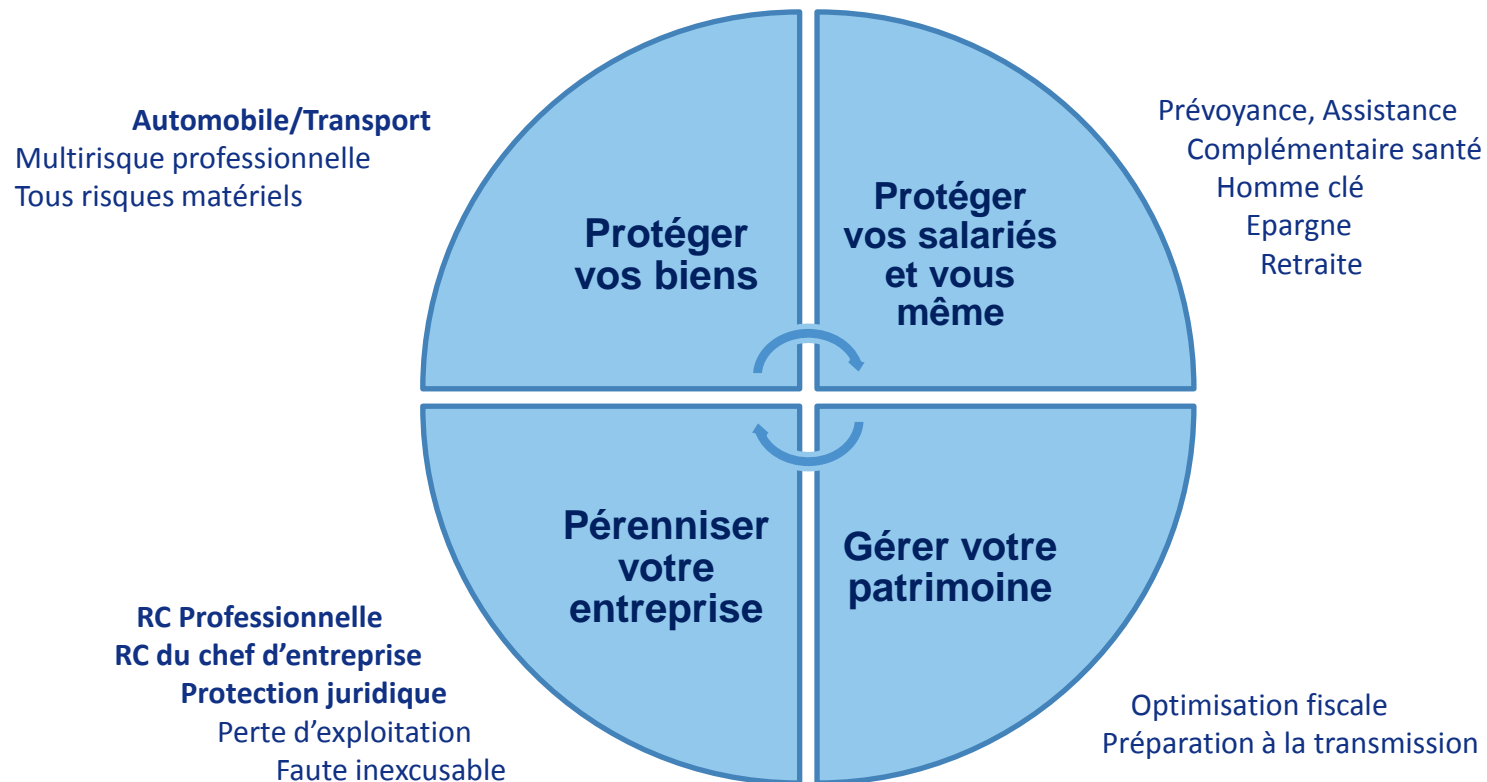 Automobile/Transport
Multirisque professionnelle
Tous risques matériels
Protéger
vos biens
Protéger
vos salariés
et vous
même
Prévoyance, Assistance
Complémentaire santé
Homme clé
Epargne
Retraite
Pérenniser
votre
entreprise
RC Professionnelle
RC du chef d’entreprise
Protection juridique
Perte d’exploitation
Faute inexcusable
Gérer votre
patrimoine
Optimisation fiscale
Préparation à la transmission